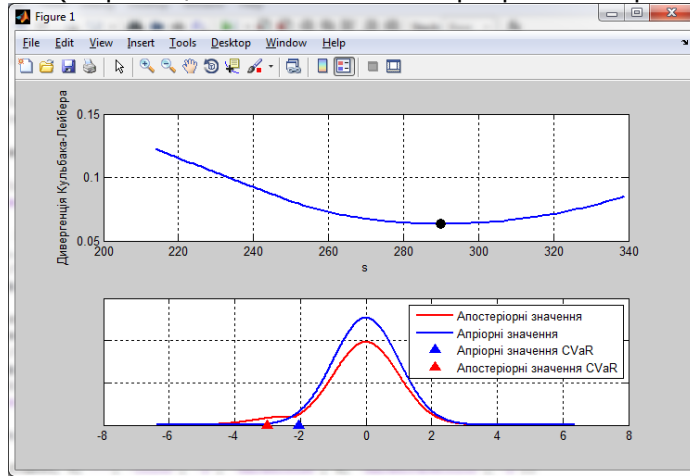 Figure 1
File Edit View Insert Tools Desktop Window Help
Дивергенція Кульбака-Лейбера
0.15
0.1
0.05
200 220 240 260 280 300 320 340
s
Апостеріорні значення
Апріорні значення
Апріорні значення CVaR
Апостеріорні значення CVaR
-8 -6 -4 -2 0 2 4 6 8